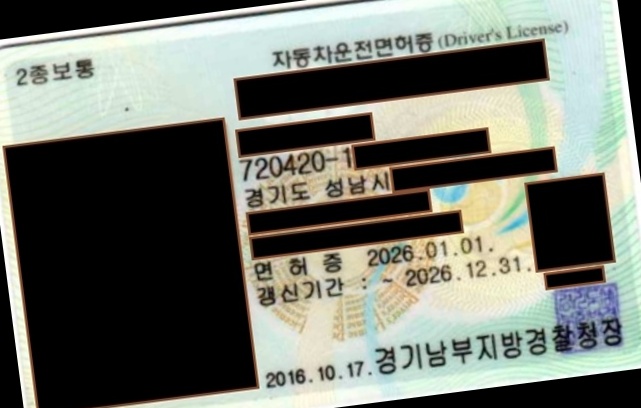 2종보통
자동차운전면허증 (Driver's License)
720420-1
경기도 성남시
면 허 증 2026.01.01.
갱신기간 : ~ 2026.12.31.
2016.10.17. 경기남부지방경찰청장